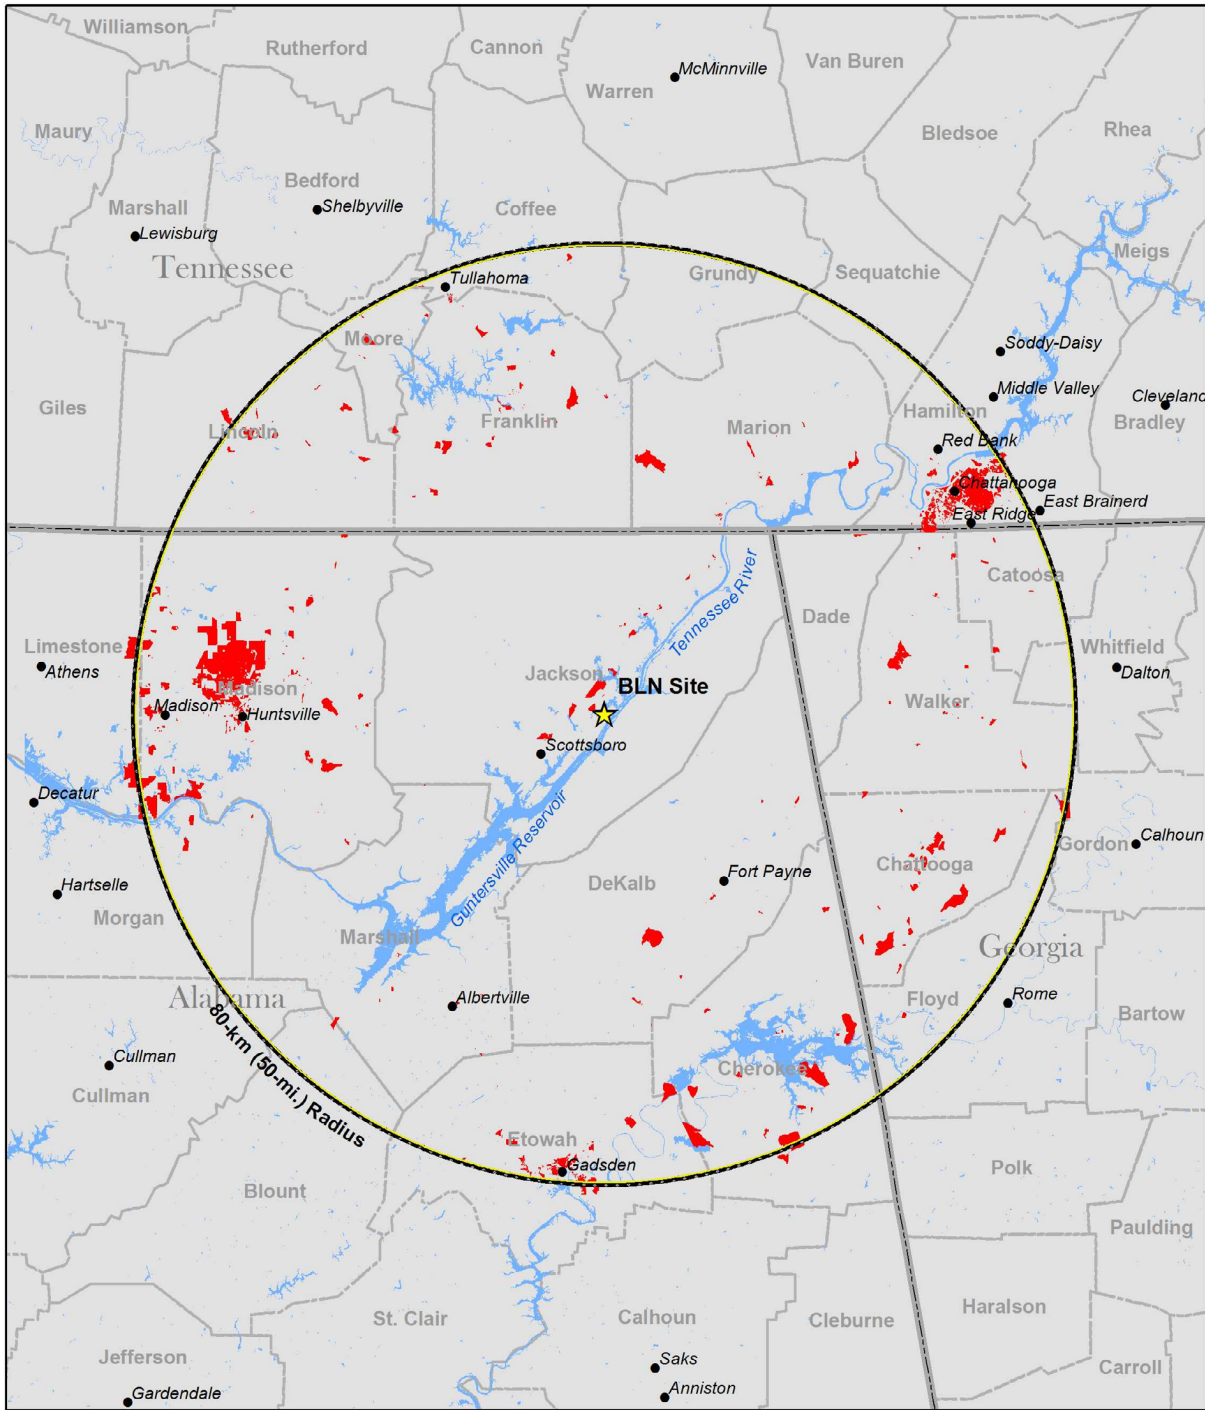 Williamson
Rutherford
Cannon
McMinnville
Van Buren
Warren
Maury
Bledsoe
Rhea
Bedford
Shelbyville
Marshall
Coffee
Lewisburg
Tennessee
Tullahoma
Grundy
Sequatchie
Meigs
Moore
Soddy-Daisy
Middle Valley
Cleveland
Giles
Lincoln
Franklin
Marion
Hamilton
Bradley
Red Bank
Chattanooga
East Ridge
East Brainerd
Tennessee River
Catoosa
Dade
Limestone
Athens
Whitfield
Dalton
Jackson
BLN Site
Madison
Madison
Huntsville
Walker
Scottsboro
Decatur
Guntersville Reservoir
Gordon
Calhoun
Chattooga
Hartselle
DeKalb
Fort Payne
Morgan
Marshall
Georgia
Alabama
Albertville
Floyd
Rome
Bartow
80-km (50-mi.) Radius
Cullman
Cullman
Cherokee
Etowah
Gadsden
Polk
Blount
Paulding
St. Clair
Calhoun
Cleburne
Haralson
Jefferson
Saks
Carroll
Gardendale
Anniston